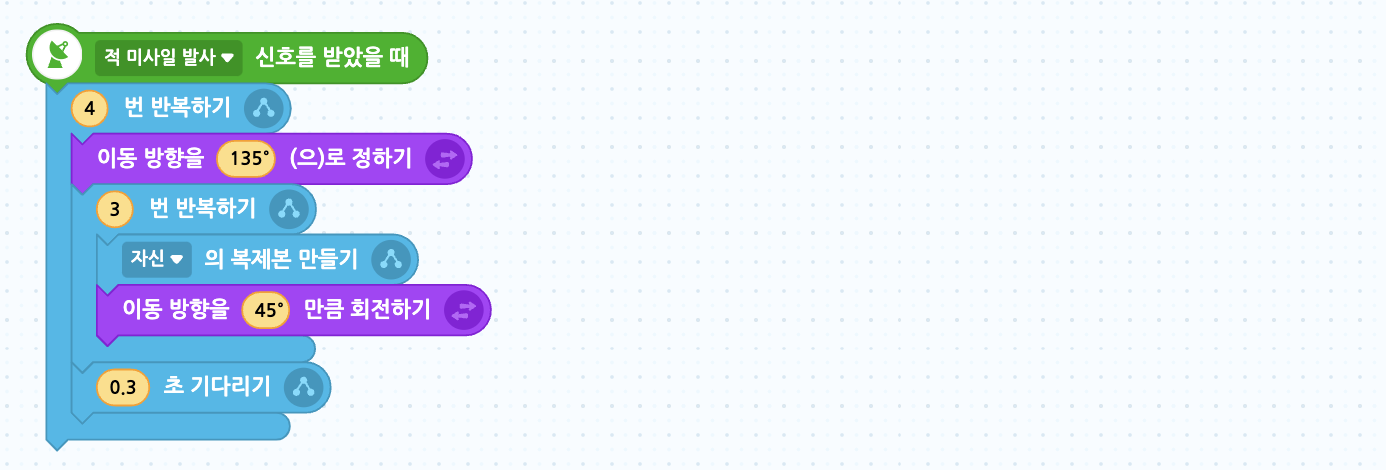 적 미사일 발사 신호를 받았을 때
4 번 반복하기
이동 방향을 135° (으)로 정하기
3 번 반복하기
자신 의 복제본 만들기
이동 방향을 45° 만큼 회전하기
0.3 초 기다리기